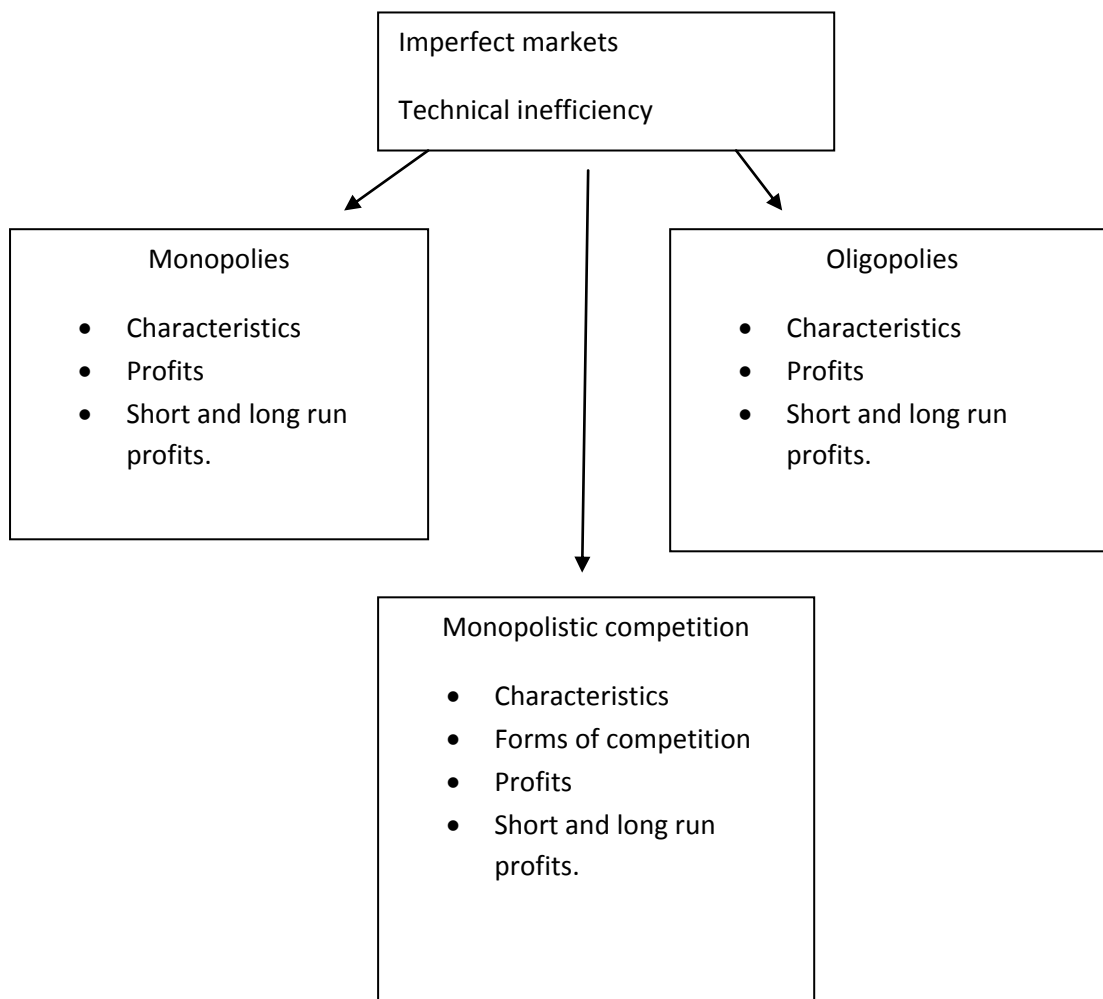 Imperfect markets
Technical inefficiency
Monopolies
• Characteristics
• Profits
• Short and long run
profits.
Oligopolies
• Characteristics
• Profits
• Short and long run
profits.
Monopolistic competition
• Characteristics
• Forms of competition
• Profits
• Short and long run
profits.